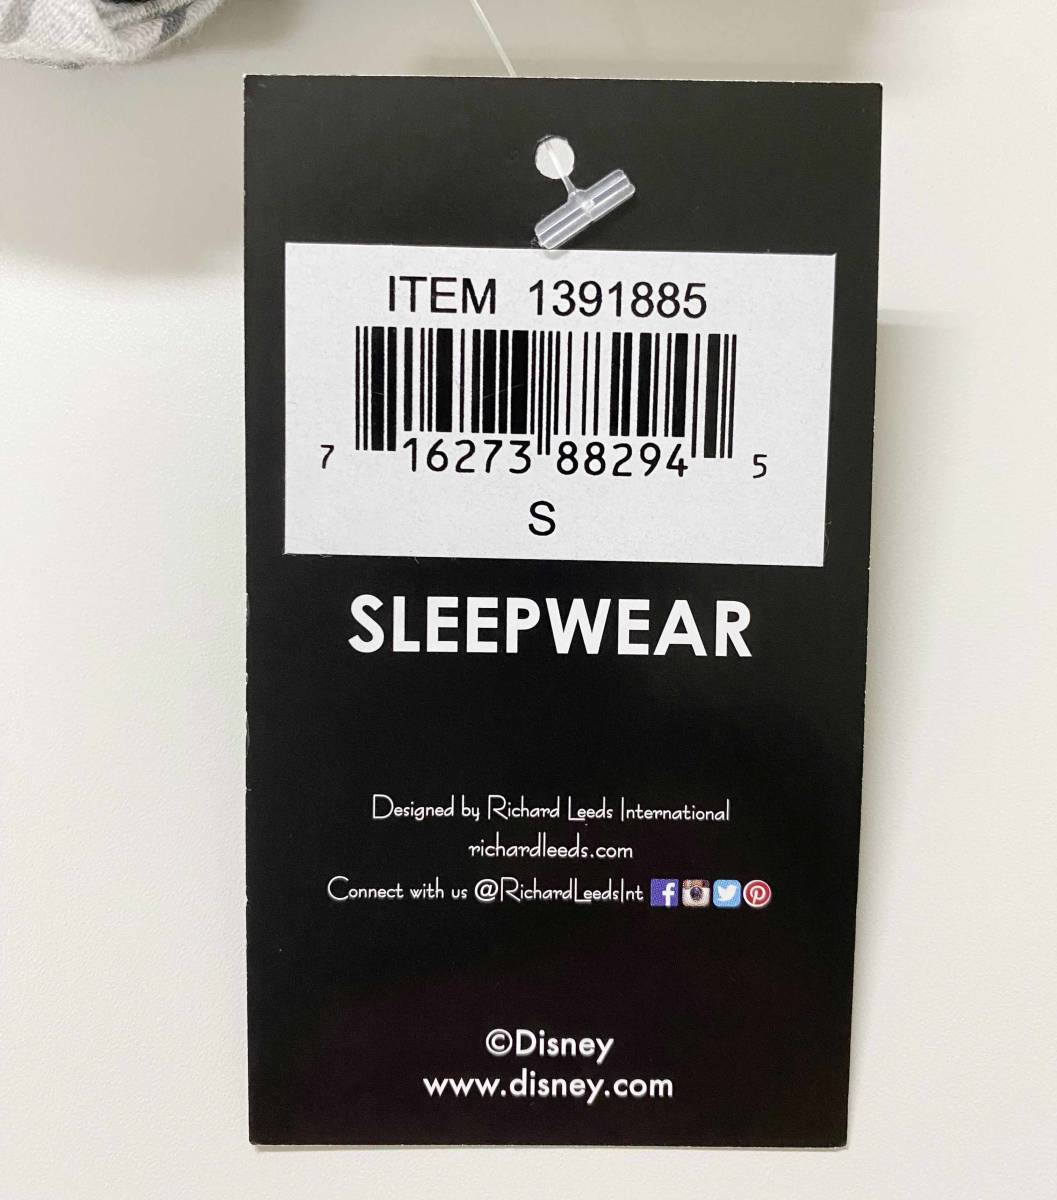 ITEM 1391885
7 16273 88294 5
S
SLEEPWEAR
Designed by Richard Leeds International
richardleeds.com
Connect with us @RichardLeedsInt
©Disney
www.disney.com